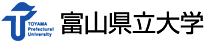 TOYAMA
Prefectural
University
富山県立大学